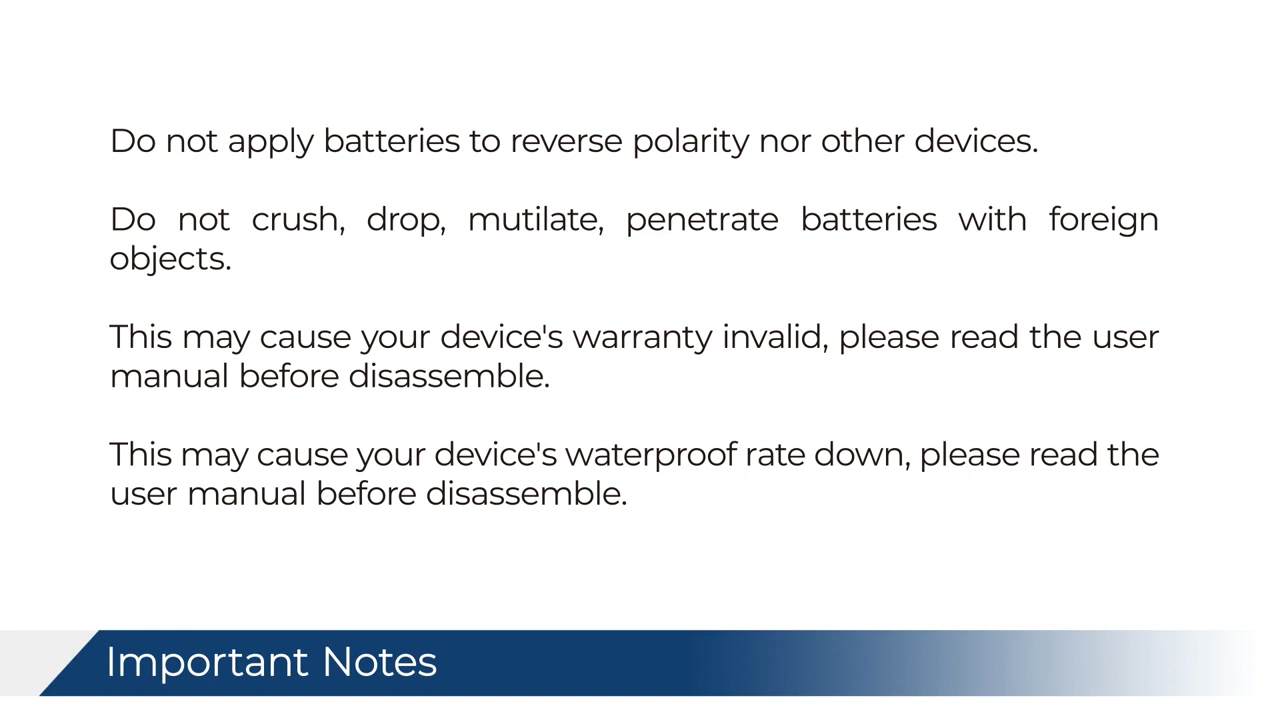 Do not apply batteries to reverse polarity nor other devices.
Do not crush, drop, mutilate, penetrate batteries with foreign
objects.
This may cause your device's warranty invalid, please read the user
manual before disassemble.
This may cause your device's waterproof rate down, please read the
user manual before disassemble.
Important Notes